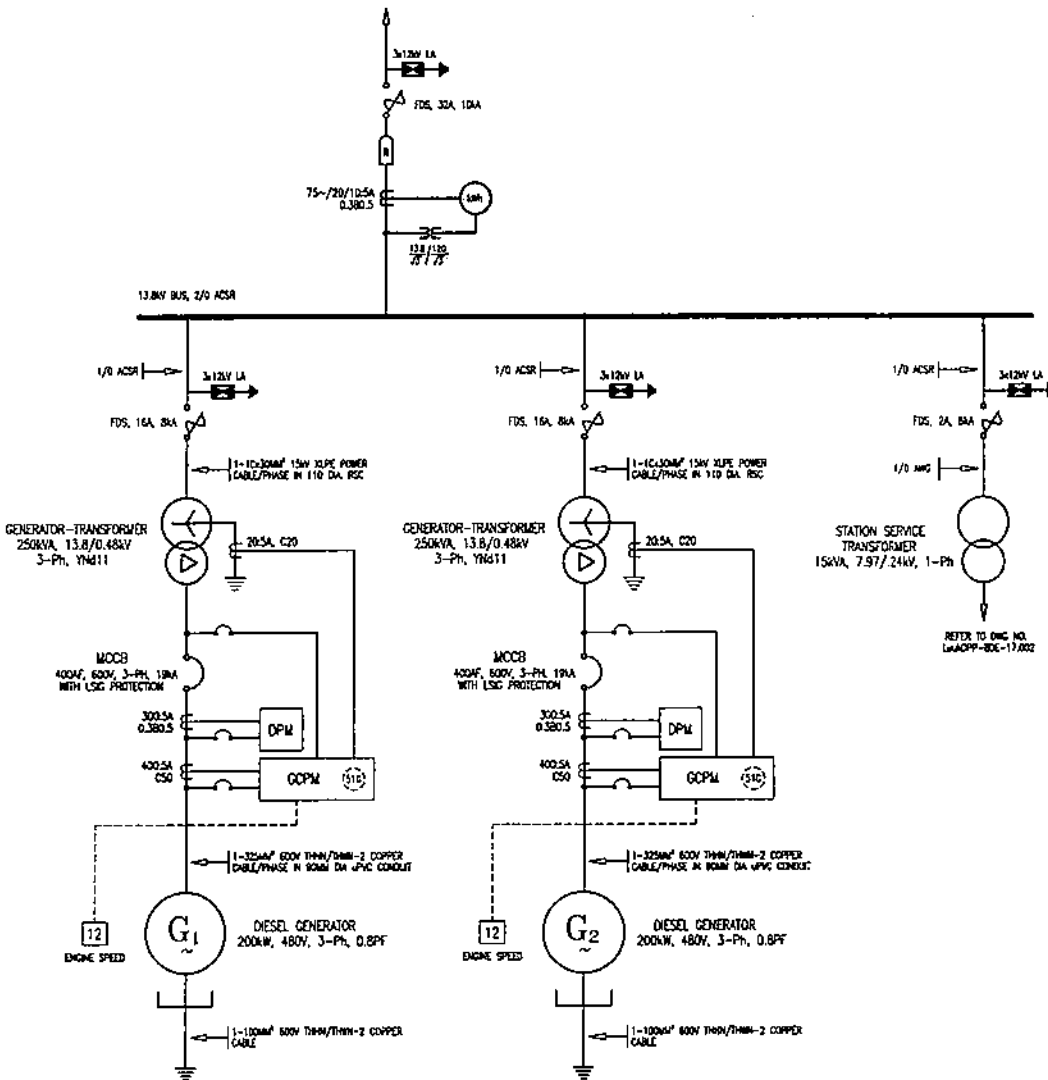 3x12kV LA
FDS, 32A, 10kA
R
75~/20/10:5A
0.3B0.5
kWh
13.8/120
√3 / √3
13.8kV BUS, 2/0 ACSR
1/0 ACSR
3x12kV LA
FDS, 16A, 8kA
1-1Cx30MM² 15kV XLPE POWER
CABLE/PHASE IN 110 DIA. RSC
GENERATOR-TRANSFORMER
250kVA, 13.8/0.48kV
3-Ph, YNd11
20:5A, C20
MCCB
400AF, 600V, 3-PH, 19kA
WITH LSIG PROTECTION
300:5A
0.3B0.5
DPM
400:5A
C50
GCPM
51G
1-325MM² 600V THHN/THWN-2 COPPER
CABLE/PHASE IN 90MM DIA uPVC CONDUIT
G1
~
DIESEL GENERATOR
200kW, 480V, 3-Ph, 0.8PF
12
ENGINE SPEED
1-100MM² 600V THHN/THWN-2 COPPER
CABLE
1/0 ACSR
3x12kV LA
FDS, 16A, 8kA
1-1Cx30MM² 15kV XLPE POWER
CABLE/PHASE IN 110 DIA. RSC
GENERATOR-TRANSFORMER
250kVA, 13.8/0.48kV
3-Ph, YNd11
20:5A, C20
MCCB
400AF, 600V, 3-PH, 19kA
WITH LSIG PROTECTION
300:5A
0.3B0.5
DPM
400:5A
C50
GCPM
51G
1-325MM² 600V THHN/THWN-2 COPPER
CABLE/PHASE IN 90MM DIA uPVC CONDUIT
G2
~
DIESEL GENERATOR
200kW, 480V, 3-Ph, 0.8PF
12
ENGINE SPEED
1-100MM² 600V THHN/THWN-2 COPPER
CABLE
1/0 ACSR
3x12kV LA
FDS, 2A, 8kA
1/0 AWG
STATION SERVICE
TRANSFORMER
15kVA, 7.97/.24kV, 1-Ph
REFER TO DWG NO.